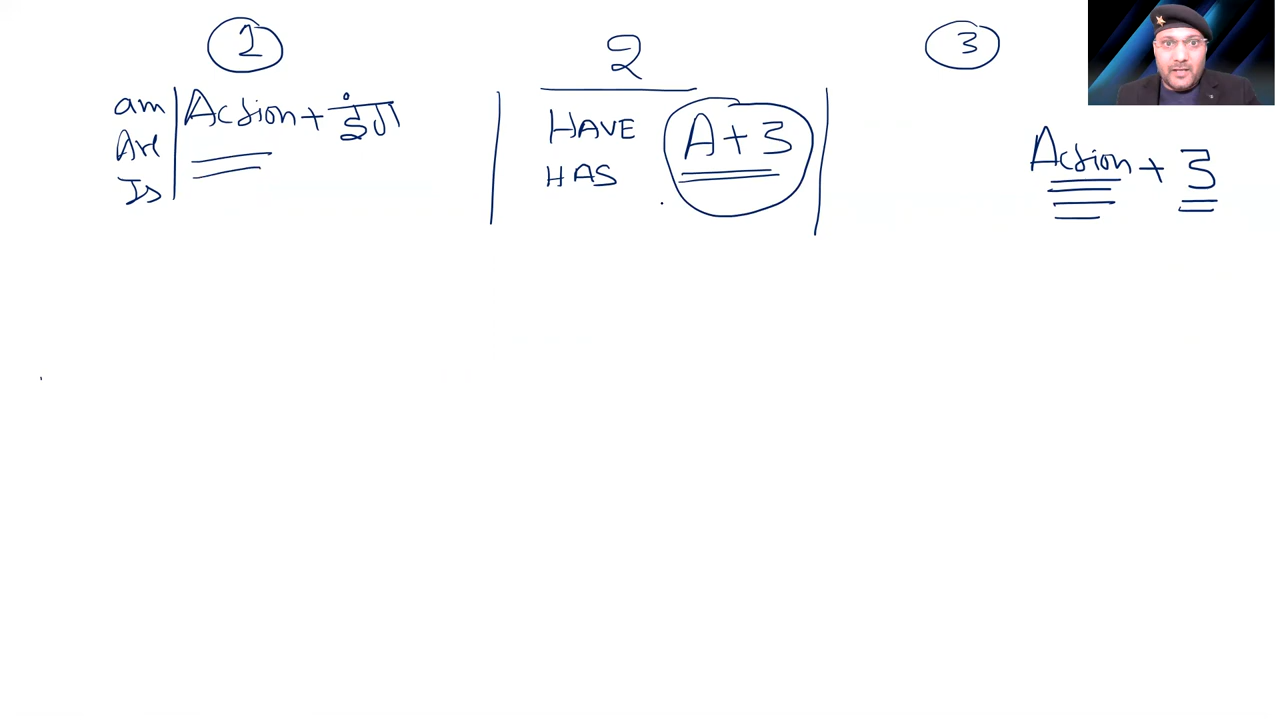 1
am Action + इंग
Are
Is
2
HAVE A + 3
HAS
3
Action + 3